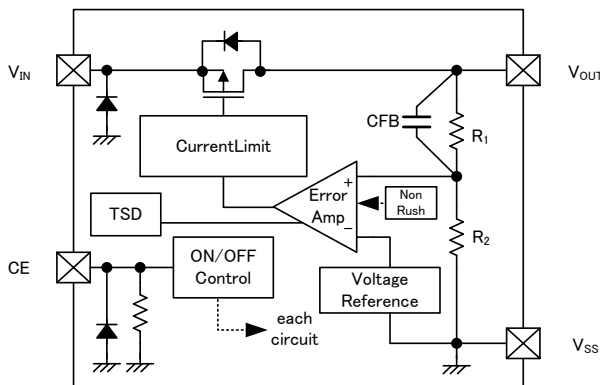 VIN
VOUT
CFB
R1
CurrentLimit
Error
Amp
+
−
Non
Rush
TSD
R2
CE
ON/OFF
Control
Voltage
Reference
each
circuit
VSS